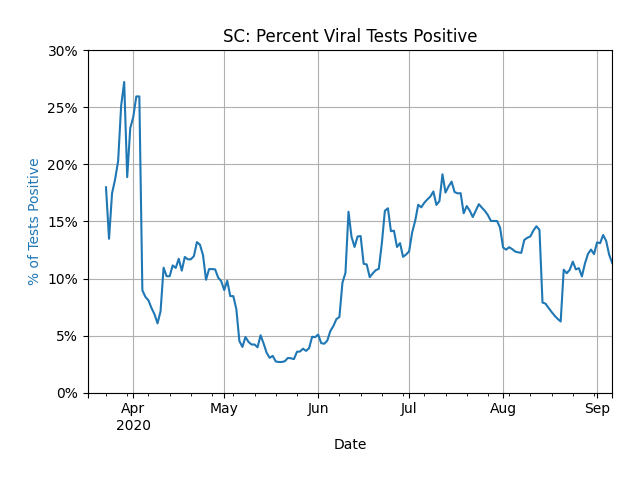 SC: Percent Viral Tests Positive
30%
25%
20%
15%
10%
5%
0%
% of Tests Positive
Apr
2020
May
Jun
Jul
Aug
Sep
Date